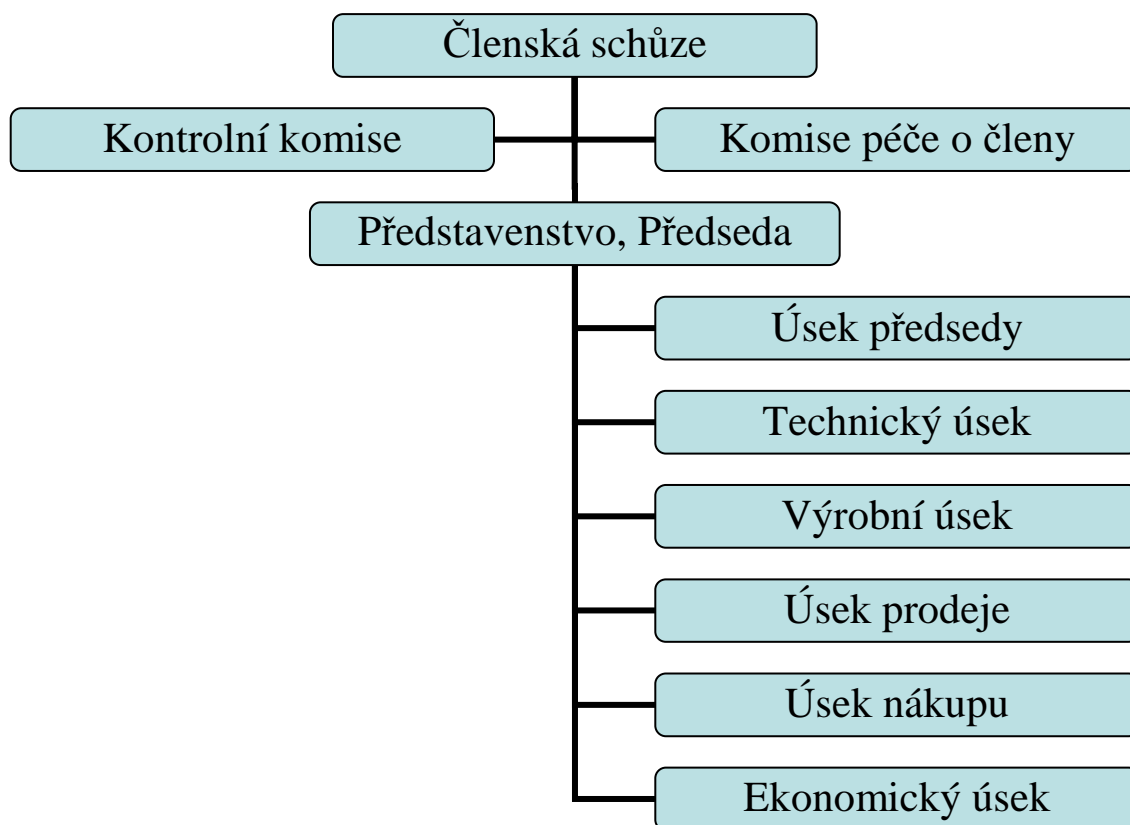 Členská schůze
Kontrolní komise
Komise péče o členy
Představenstvo, Předseda
Úsek předsedy
Technický úsek
Výrobní úsek
Úsek prodeje
Úsek nákupu
Ekonomický úsek